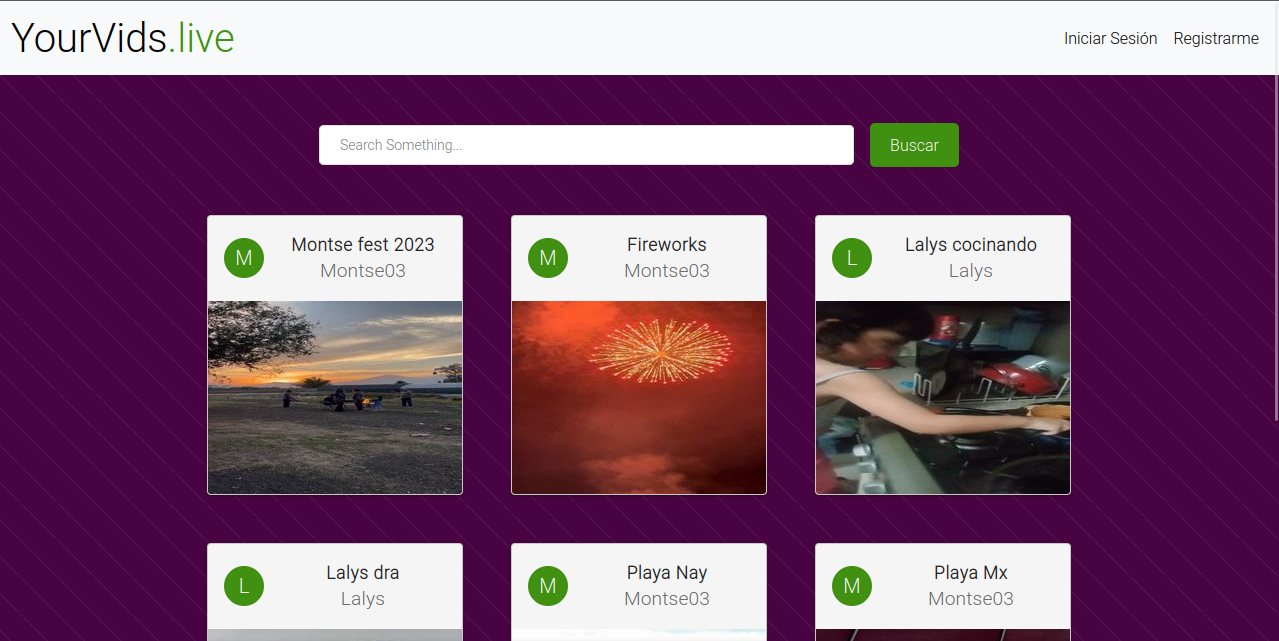 YourVids.live
Iniciar Sesión Registrarme
Search Something...
Buscar
M
Montse fest 2023
Montse03
M
Fireworks
Montse03
L
Lalys cocinando
Lalys
L
Lalys dra
Lalys
M
Playa Nay
Montse03
M
Playa Mx
Montse03